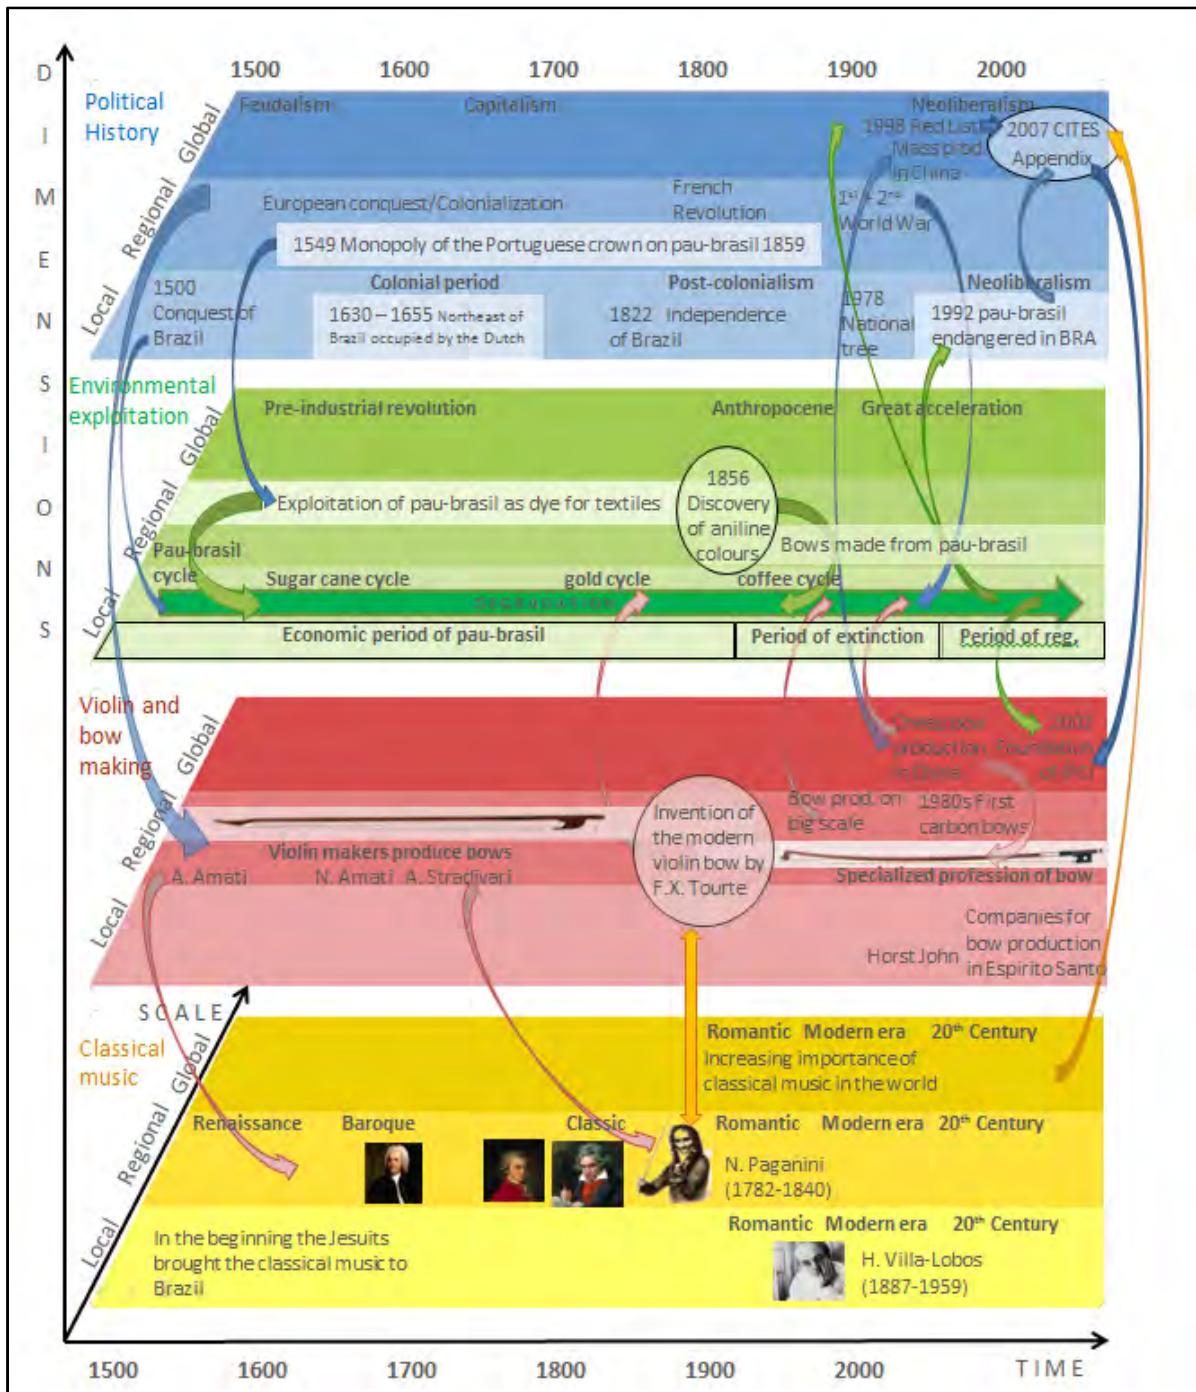 1500 1600 1700 1800 1900 2000
DIMENSIONS
Political
History
Global
Regional
Local
Feudalism Capitalism Neoliberalism
1998 Red List
Mass prod
in China
2007 CITES
Appendix
European conquest/Colonialization
French
Revolution
1st + 2nd
World War
1549 Monopoly of the Portuguese crown on pau-brasil 1859
Colonial period Post-colonialism Neoliberalism
1500
Conquest of
Brazil
1630 – 1655 Northeast of
Brazil occupied by the Dutch
1822 Independence
of Brazil
1978
National
tree
1992 pau-brasil
endangered in BRA
Environmental
exploitation
Global
Regional
Local
Pre-industrial revolution Anthropocene Great acceleration
Exploitation of pau-brasil as dye for textiles
1856
Discovery
of aniline
colours
Bows made from pau-brasil
Pau-brasil
cycle
Sugar cane cycle gold cycle coffee cycle
DEGRADATION
Economic period of pau-brasil Period of extinction Period of reg.
Violin and
bow
making
Global
Regional
Local
Cheap bow
production
in China
2002
Foundation
of IPCI
Invention of
the modern
violin bow by
F.X. Tourte
Bow prod. on
big scale
1980s First
carbon bows
Violin makers produce bows
A. Amati N. Amati A. Stradivari
Specialized profession of bow
Horst John
Companies for
bow production
in Espirito Santo
SCALE
Classical
music
Global
Regional
Local
Romantic Modern era 20th Century
Increasing importance of
classical music in the world
Renaissance Baroque Classic Romantic Modern era 20th Century
N. Paganini
(1782-1840)
Romantic Modern era 20th Century
In the beginning the Jesuits
brought the classical music to
Brazil
H. Villa-Lobos
(1887-1959)
1500 1600 1700 1800 1900 2000 TIME